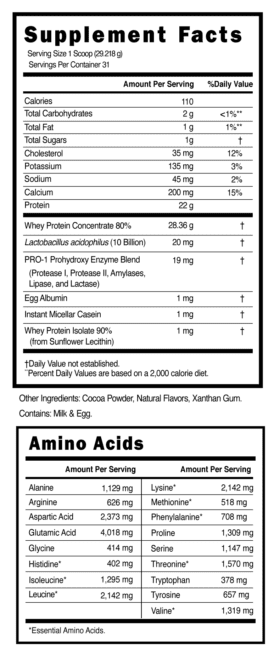 Supplement Facts
Serving Size 1 Scoop (29.218 g)
Servings Per Container 31
Amount Per Serving %Daily Value
Calories 110
Total Carbohydrates 2 g <1%**
Total Fat 1 g 1%**
Total Sugars 1g †
Cholesterol 35 mg 12%
Potassium 135 mg 3%
Sodium 45 mg 2%
Calcium 200 mg 15%
Protein 22 g
Whey Protein Concentrate 80% 28.36 g †
Lactobacillus acidophilus (10 Billion) 20 mg †
PRO-1 Prohydroxy Enzyme Blend 19 mg †
(Protease I, Protease II, Amylases,
Lipase, and Lactase)
Egg Albumin 1 mg †
Instant Micellar Casein 1 mg †
Whey Protein Isolate 90% 1 mg †
(from Sunflower Lecithin)
†Daily Value not established.
**Percent Daily Values are based on a 2,000 calorie diet.
Other Ingredients: Cocoa Powder, Natural Flavors, Xanthan Gum.
Contains: Milk & Egg.
Amino Acids
Amount Per Serving Amount Per Serving
Alanine 1,129 mg Lysine* 2,142 mg
Arginine 626 mg Methionine* 518 mg
Aspartic Acid 2,373 mg Phenylalanine* 708 mg
Glutamic Acid 4,018 mg Proline 1,309 mg
Glycine 414 mg Serine 1,147 mg
Histidine* 402 mg Threonine* 1,570 mg
Isoleucine* 1,295 mg Tryptophan 378 mg
Leucine* 2,142 mg Tyrosine 657 mg
Valine* 1,319 mg
*Essential Amino Acids.